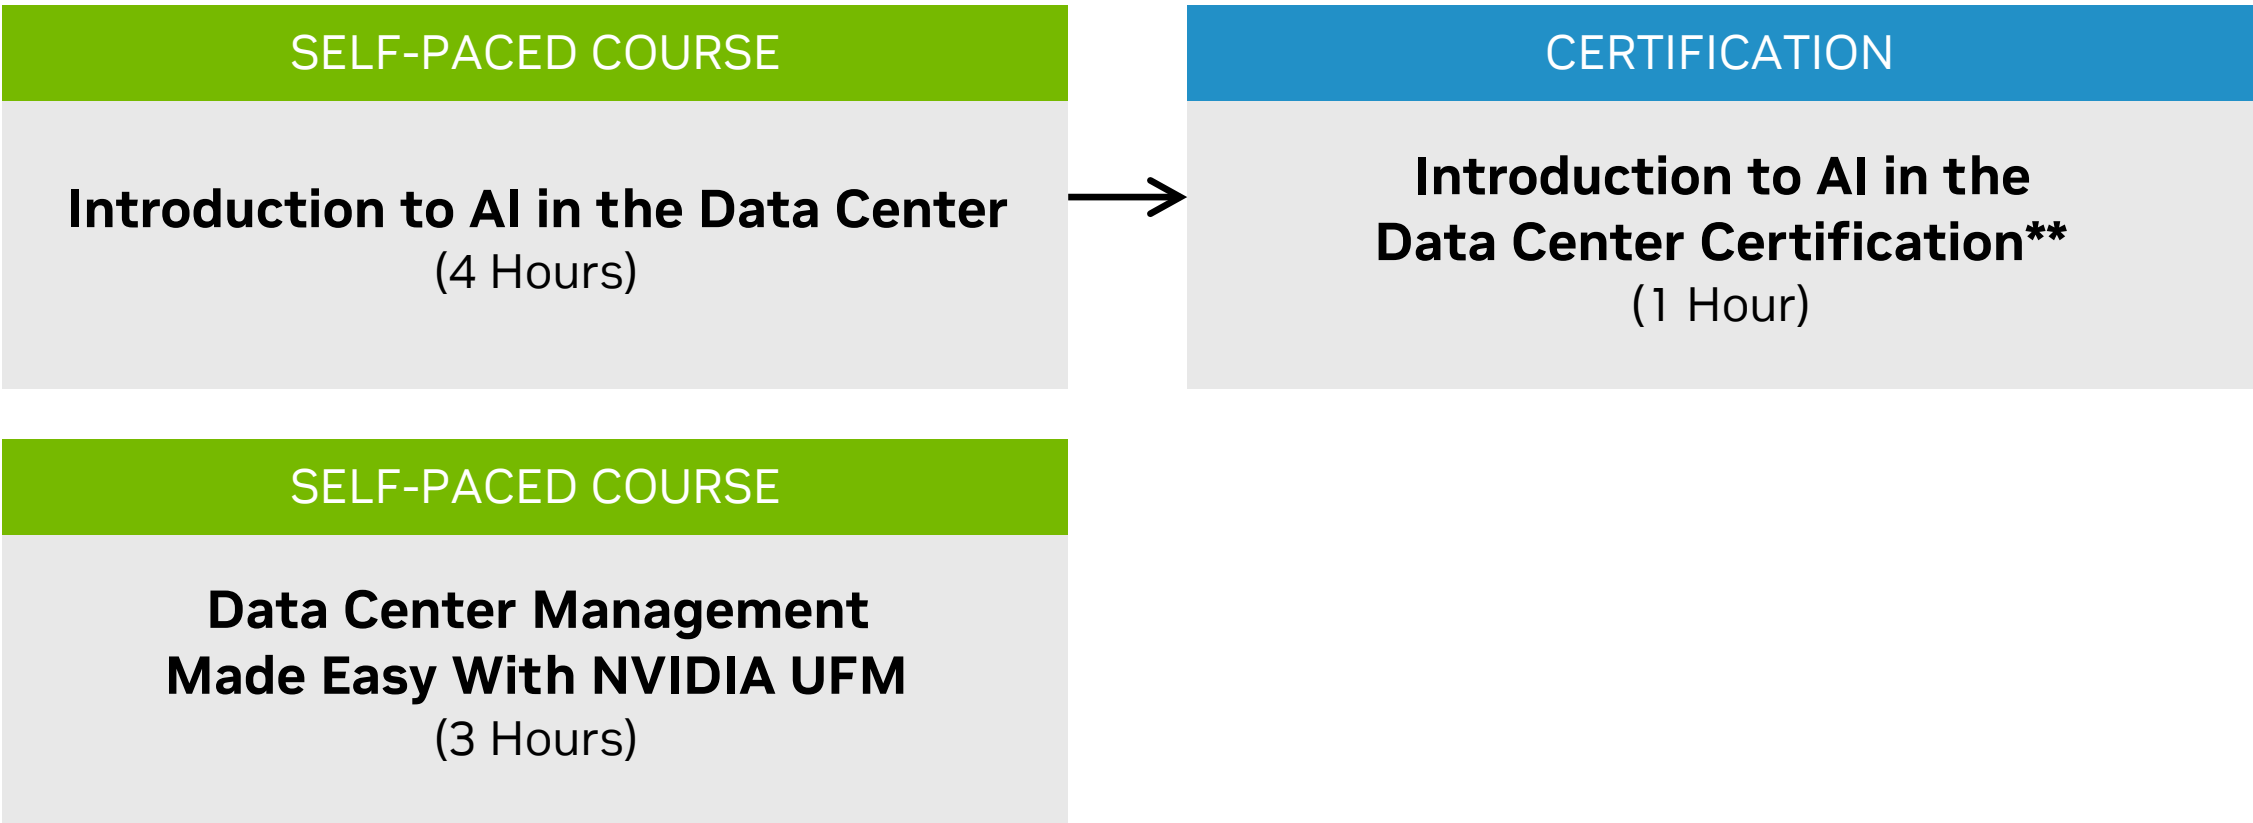 SELF-PACED COURSE
Introduction to AI in the Data Center
(4 Hours)
CERTIFICATION
Introduction to AI in the
Data Center Certification**
(1 Hour)
SELF-PACED COURSE
Data Center Management
Made Easy With NVIDIA UFM
(3 Hours)